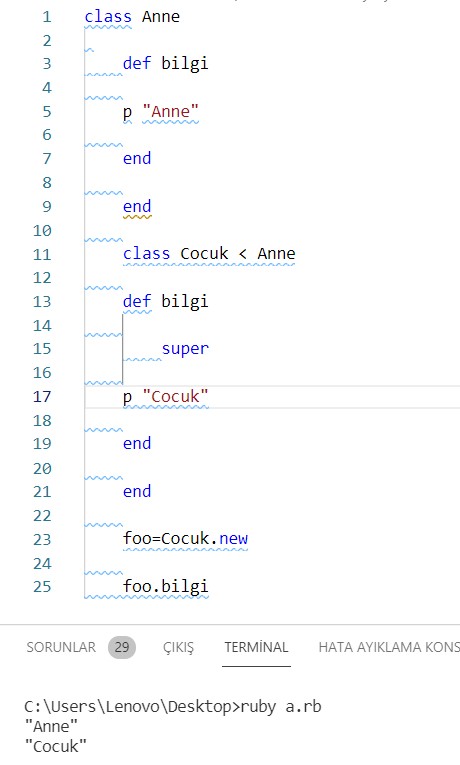 1 class Anne
2
3 def bilgi
4
5 p "Anne"
6
7 end
8
9 end
10
11 class Cocuk < Anne
12
13 def bilgi
14
15 super
16
17 p "Cocuk"
18
19 end
20
21 end
22
23 foo=Cocuk.new
24
25 foo.bilgi
SORUNLAR 29 ÇIKIŞ TERMİNAL HATA AYIKLAMA KONS
C:\Users\Lenovo\Desktop>ruby a.rb
"Anne"
"Cocuk"